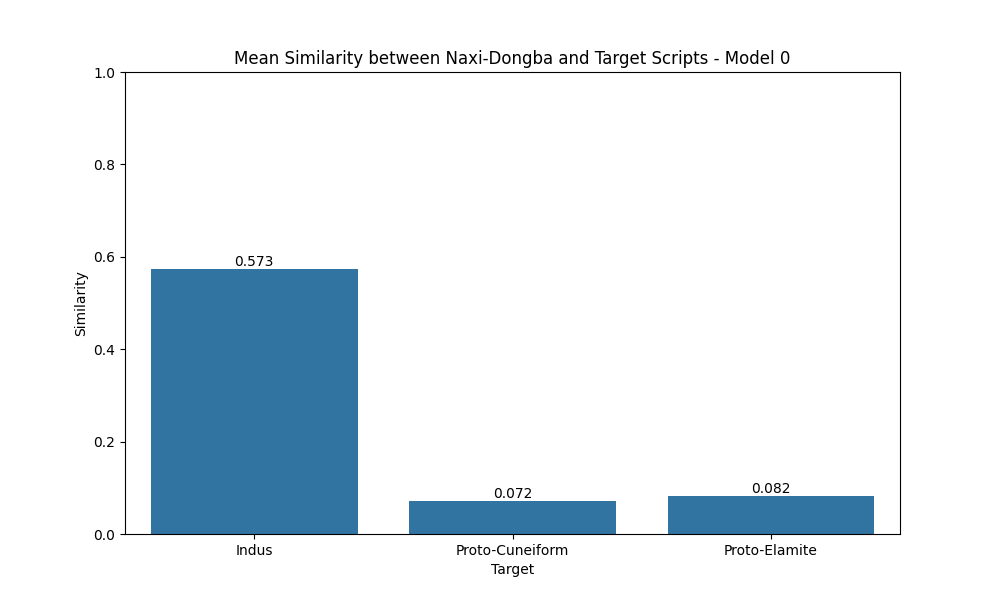 Mean Similarity between Naxi-Dongba and Target Scripts - Model 0
1.0
0.8
0.6
0.4
0.2
0.0
Similarity
0.573
0.072
0.082
Indus
Proto-Cuneiform
Proto-Elamite
Target